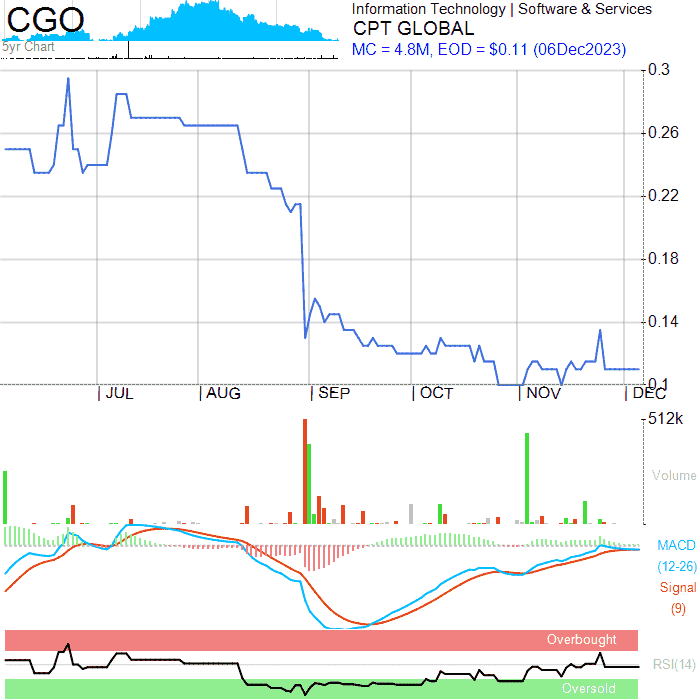 CGO
Information Technology | Software & Services
CPT GLOBAL
5yr Chart
MC = 4.8M, EOD = $0.11 (06Dec2023)
0.3
0.26
0.22
0.18
0.14
0.1
JUL AUG SEP OCT NOV DEC
512k
Volume
MACD
(12-26)
Signal
(9)
Overbought
RSI(14)
Oversold